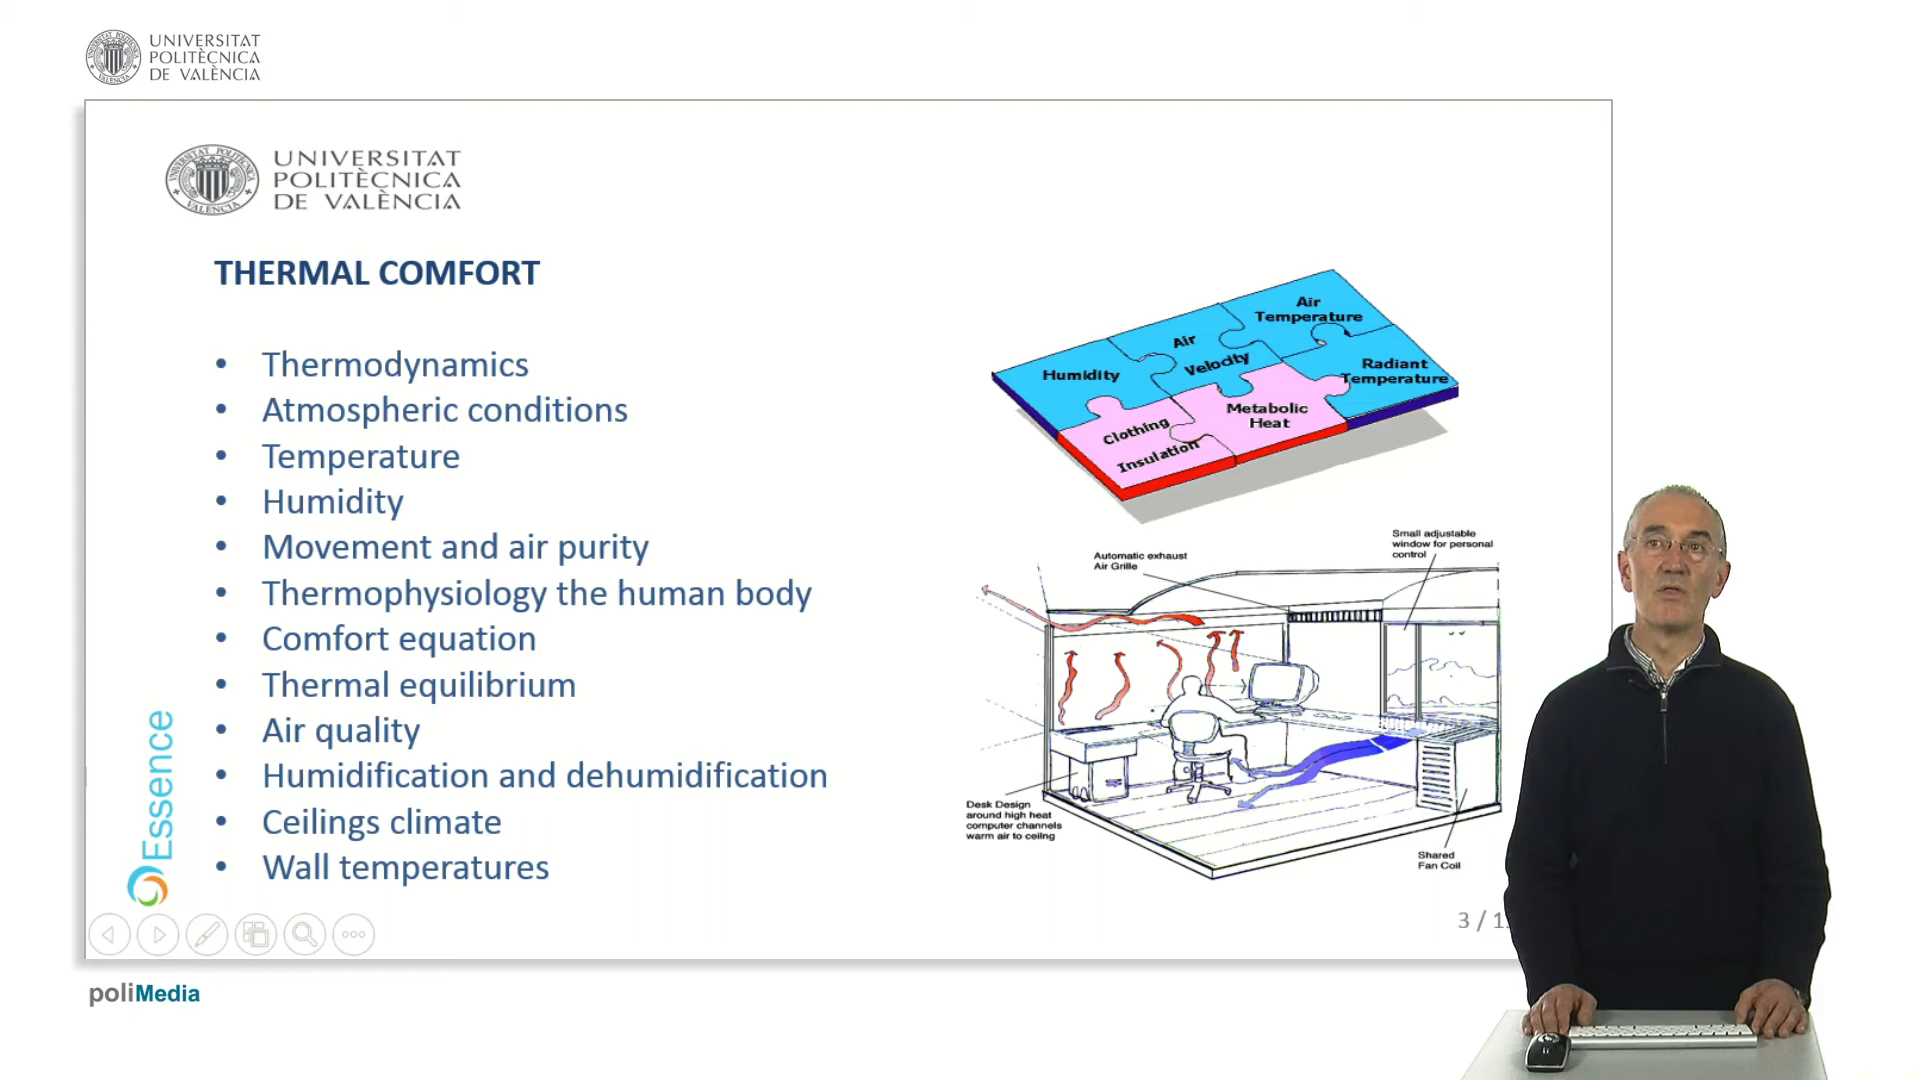 UNIVERSITAT
POLITÈCNICA
DE VALÈNCIA
UNIVERSITAT
POLITÈCNICA
DE VALÈNCIA
THERMAL COMFORT
• Thermodynamics
• Atmospheric conditions
• Temperature
• Humidity
• Movement and air purity
• Thermophysiology the human body
• Comfort equation
• Thermal equilibrium
• Air quality
• Humidification and dehumidification
• Ceilings climate
• Wall temperatures
Essence
Air
Temperature
Air
Velocity
Humidity
Radiant
Temperature
Metabolic
Heat
Clothing
Insulation
Small adjustable
window for personal
control
Automatic exhaust
Air Grille
Desk Design
around high heat
computer channels
warm air to ceilng
Shared
Fan Coil
3 / 1
poliMedia